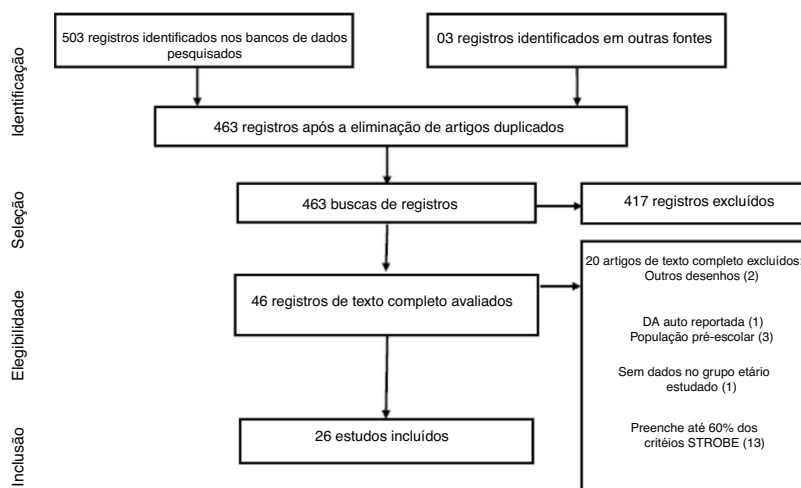 Identificação
503 registros identificados nos bancos de dados
pesquisados
03 registros identificados em outras fontes
463 registros após a eliminação de artigos duplicados
Seleção
463 buscas de registros
417 registros excluídos
Elegibilidade
46 registros de texto completo avaliados
20 artigos de texto completo excluídos:
Outros desenhos (2)
DA auto reportada (1)
População pré-escolar (3)
Sem dados no grupo etário
estudado (1)
Preenche até 60% dos
critéios STROBE (13)
Inclusão
26 estudos incluídos